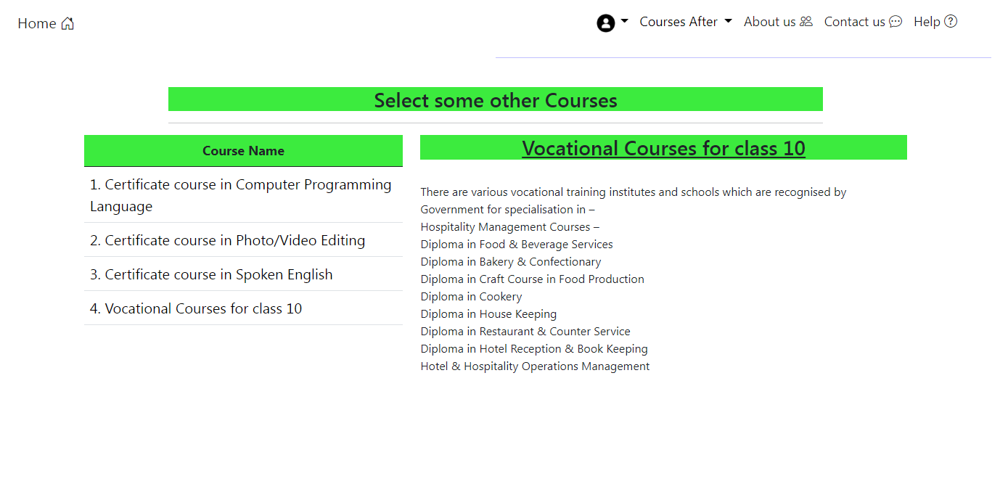 Home
Courses After
About us
Contact us
Help
Select some other Courses
Course Name
1. Certificate course in Computer Programming
Language
2. Certificate course in Photo/Video Editing
3. Certificate course in Spoken English
4. Vocational Courses for class 10
Vocational Courses for class 10
There are various vocational training institutes and schools which are recognised by
Government for specialisation in –
Hospitality Management Courses –
Diploma in Food & Beverage Services
Diploma in Bakery & Confectionary
Diploma in Craft Course in Food Production
Diploma in Cookery
Diploma in House Keeping
Diploma in Restaurant & Counter Service
Diploma in Hotel Reception & Book Keeping
Hotel & Hospitality Operations Management